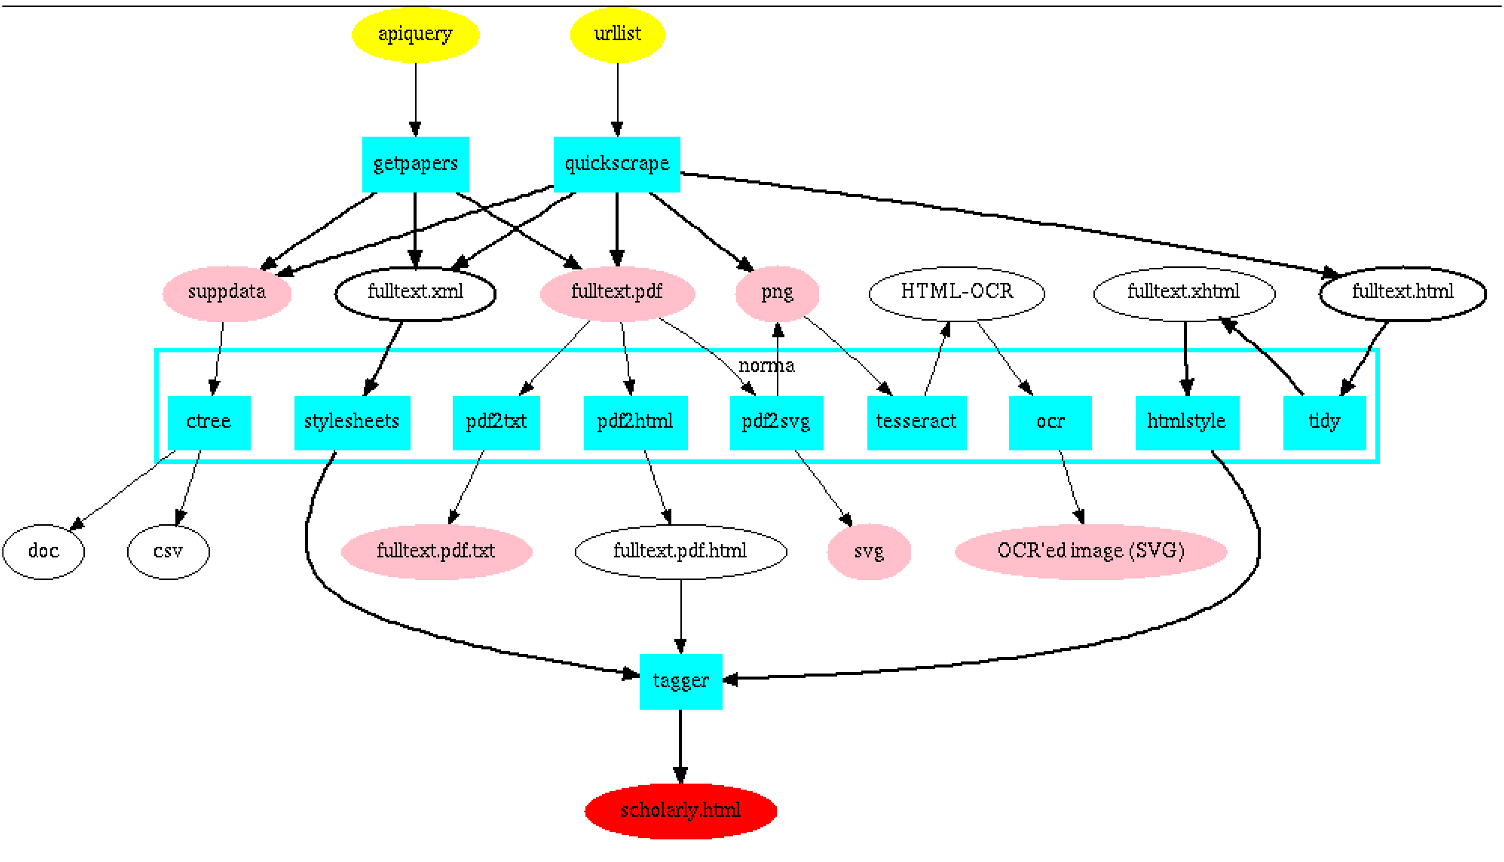 apiquery
urllist
getpapers
quickscrape
suppdata
fulltext.xml
fulltext.pdf
png
HTML-OCR
fulltext.xhtml
fulltext.html
norma
ctree
stylesheets
pdf2txt
pdf2html
pdf2svg
tesseract
ocr
htmlstyle
tidy
doc
csv
fulltext.pdf.txt
fulltext.pdf.html
svg
OCR'ed image (SVG)
tagger
scholarly.html